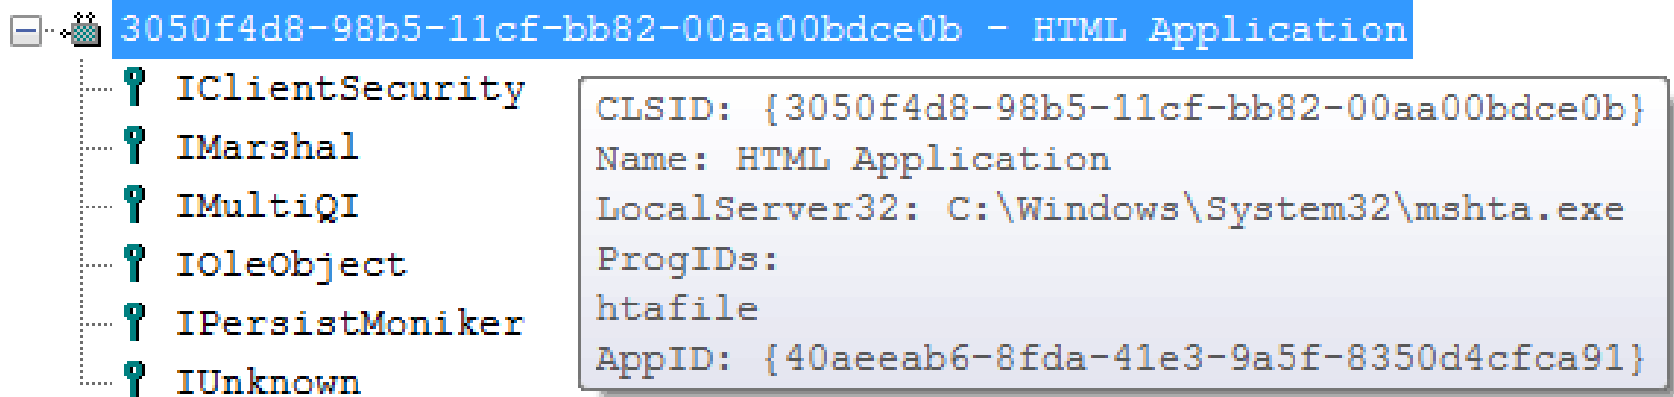 3050f4d8-98b5-11cf-bb82-00aa00bdce0b - HTML Application
IClientSecurity
IMarshal
IMultiQI
IOleObject
IPersistMoniker
IUnknown
CLSID: {3050f4d8-98b5-11cf-bb82-00aa00bdce0b}
Name: HTML Application
LocalServer32: C:\Windows\System32\mshta.exe
ProgIDs:
htafile
AppID: {40aeeab6-8fda-41e3-9a5f-8350d4cfca91}